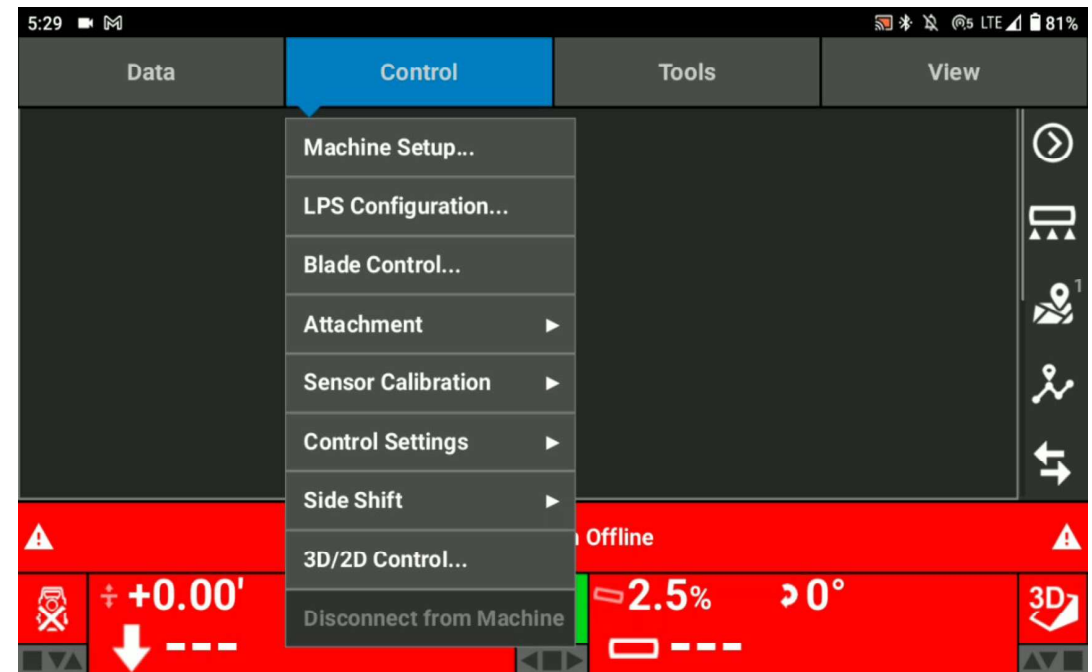 5:29 LTE 81%
Data Control Tools View
Machine Setup...
LPS Configuration...
Blade Control...
1
Attachment
Sensor Calibration
Control Settings
Side Shift
Offline
3D/2D Control...
+0.00' 2.5% 0° 3D
Disconnect from Machine
--- ---